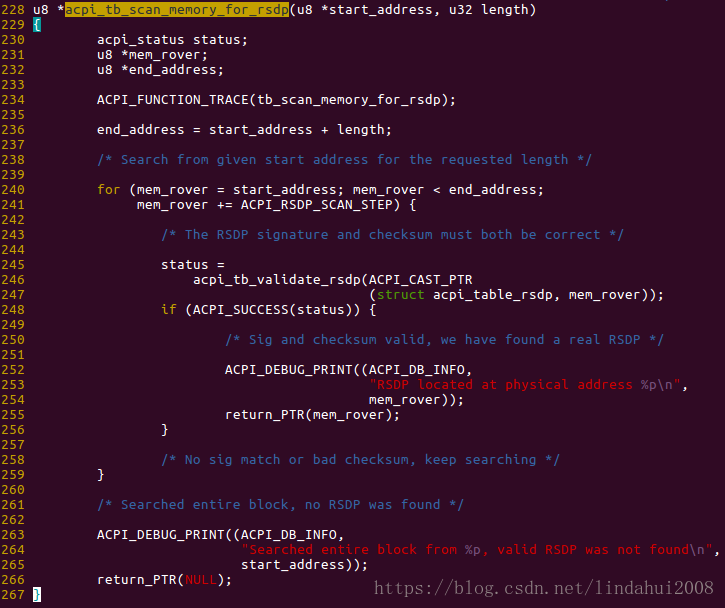 228 u8 *acpi_tb_scan_memory_for_rsdp(u8 *start_address, u32 length)
229 {
230         acpi_status status;
231         u8 *mem_rover;
232         u8 *end_address;
233
234         ACPI_FUNCTION_TRACE(tb_scan_memory_for_rsdp);
235
236         end_address = start_address + length;
237
238         /* Search from given start address for the requested length */
239
240         for (mem_rover = start_address; mem_rover < end_address;
241              mem_rover += ACPI_RSDP_SCAN_STEP) {
242
243                 /* The RSDP signature and checksum must both be correct */
244
245                 status =
246                     acpi_tb_validate_rsdp(ACPI_CAST_PTR
247                                           (struct acpi_table_rsdp, mem_rover));
248                 if (ACPI_SUCCESS(status)) {
249
250                         /* Sig and checksum valid, we have found a real RSDP */
251
252                         ACPI_DEBUG_PRINT((ACPI_DB_INFO,
253                                           "RSDP located at physical address %p\n",
254                                           mem_rover));
255                         return_PTR(mem_rover);
256                 }
257
258                 /* No sig match or bad checksum, keep searching */
259         }
260
261         /* Searched entire block, no RSDP was found */
262
263         ACPI_DEBUG_PRINT((ACPI_DB_INFO,
264                           "Searched entire block from %p, valid RSDP was not found\n",
265                           start_address));
266         return_PTR(NULL);
267 }
https://blog.csdn.net/lindahui2008